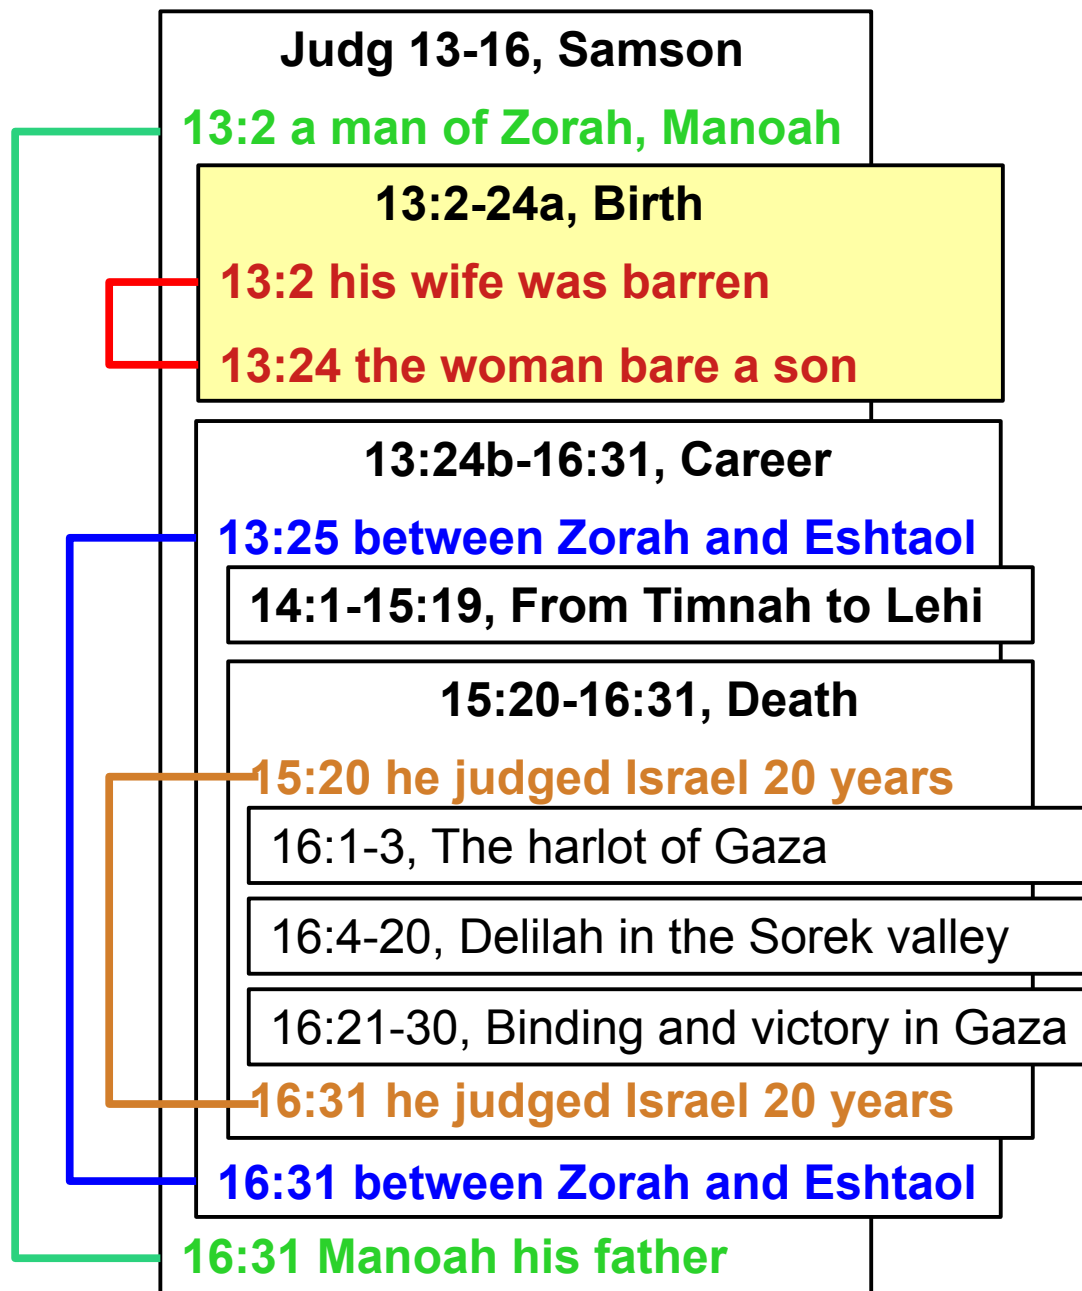 Judg 13-16, Samson
13:2 a man of Zorah, Manoah
13:2-24a, Birth
13:2 his wife was barren
13:24 the woman bare a son
13:24b-16:31, Career
13:25 between Zorah and Eshtaol
14:1-15:19, From Timnah to Lehi
15:20-16:31, Death
15:20 he judged Israel 20 years
16:1-3, The harlot of Gaza
16:4-20, Delilah in the Sorek valley
16:21-30, Binding and victory in Gaza
16:31 he judged Israel 20 years
16:31 between Zorah and Eshtaol
16:31 Manoah his father